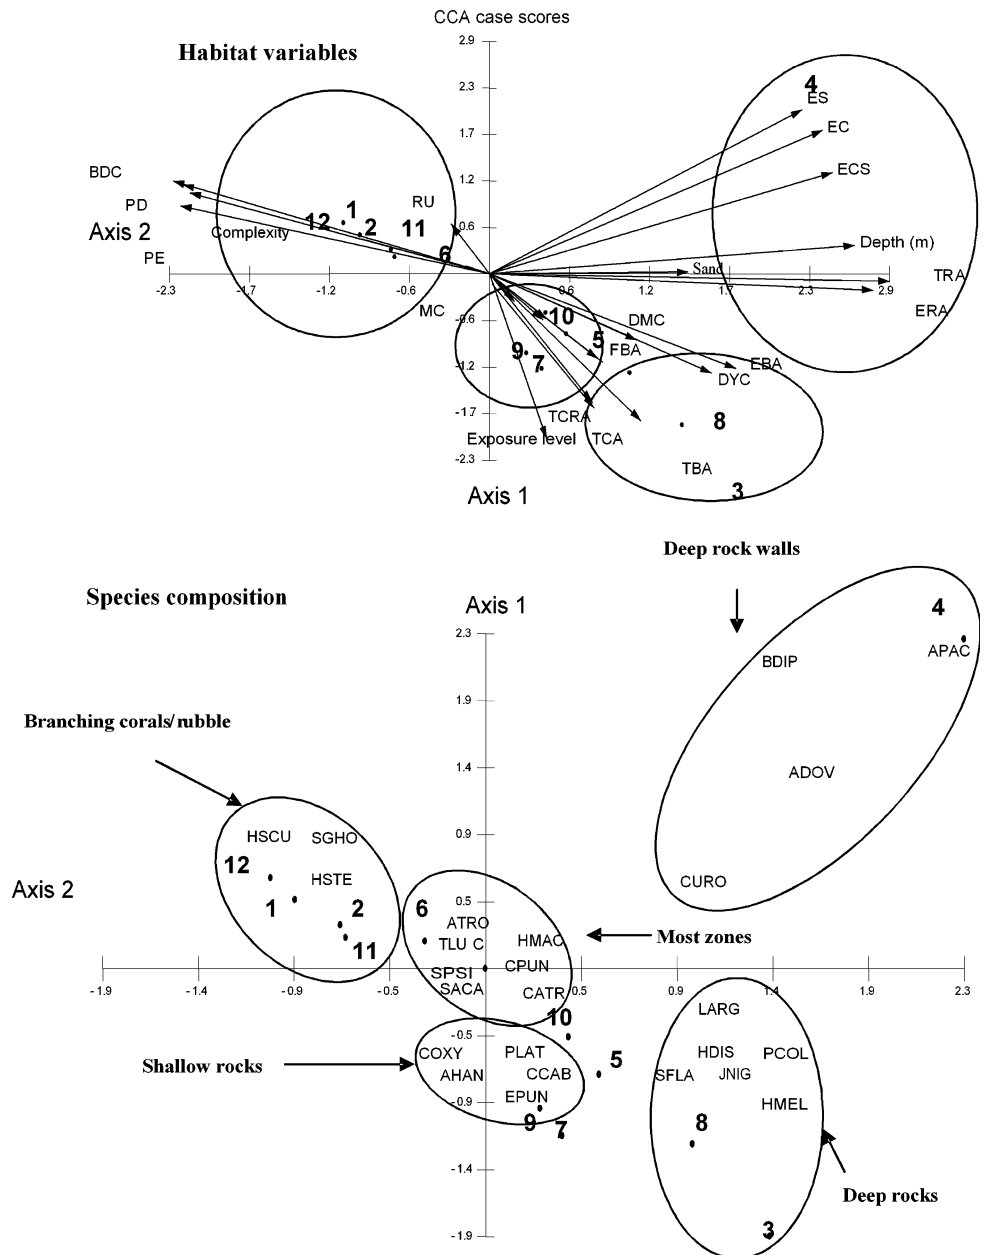 CCA case scores
2.9
Habitat variables
2.3
4
ES
1.7
EC
BDC
1.2
ECS
PD
RU
12
1
2
11
0.6
Axis 2
Complexity
Depth (m)
PE
6
Sand
TRA
-2.3
-1.7
-1.2
-0.6
0.6
1.2
1.7
2.3
2.9
MC
-0.6
10
DMC
ERA
9
7
5
FBA
-1.2
EBA
DYC
TCRA
-1.7
8
Exposure level
TCA
-2.3
TBA
Axis 1
3
Deep rock walls
Species composition
Axis 1
4
2.3
BDIP
APAC
1.9
Branching corals/rubble
1.4
ADOV
HSCU
SGHO
0.9
12
HSTE
CURO
Axis 2
1
2
6
0.5
ATRO
11
TLU C
HMAC
Most zones
SPSI
CPUN
-1.9
-1.4
-0.9
-0.5
SACA
CATR
0.5
0.9
1.4
1.9
2.3
10
LARG
-0.5
Shallow rocks
COXY
PLAT
5
HDIS
PCOL
AHAN
CCAB
SFLA
JNIG
EPUN
-0.9
HMEL
9
7
8
-1.4
Deep rocks
3
-1.9